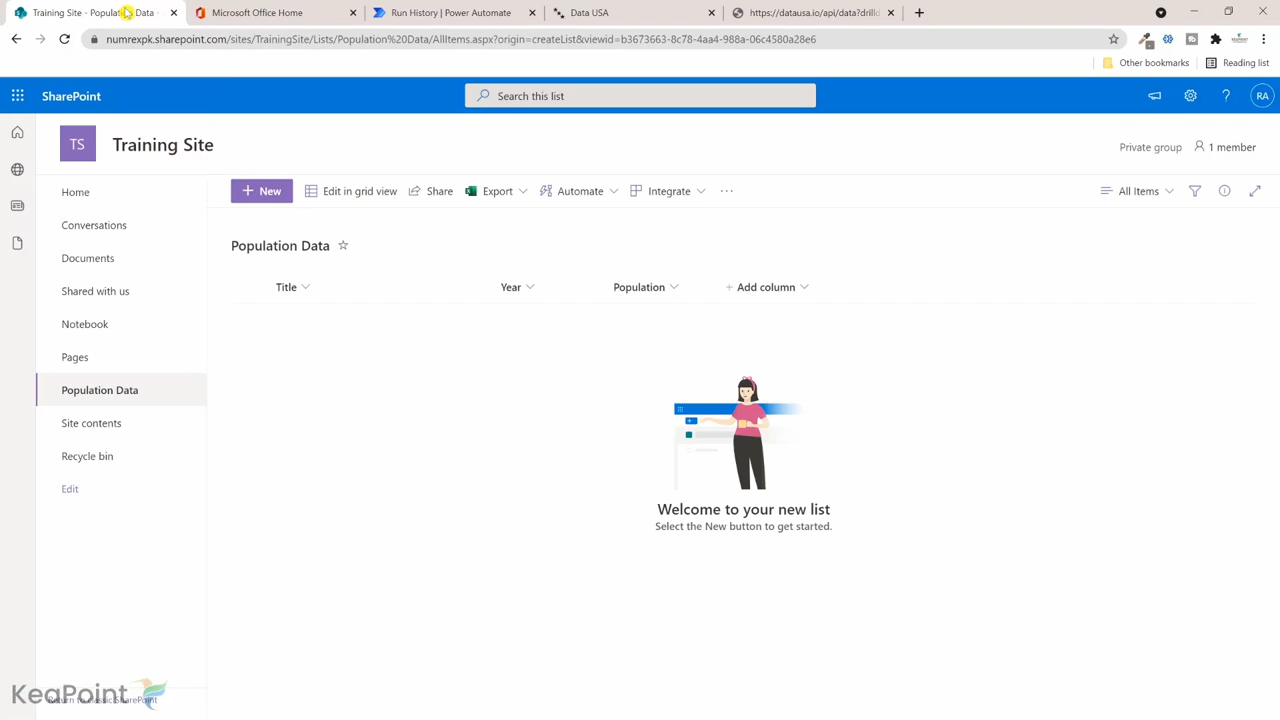 Training Site - Population Data -
Microsoft Office Home
Run History | Power Automate
Data USA
https://datausa.io/api/data?drilld
numrexpk.sharepoint.com/sites/TrainingSite/Lists/Population%20Data/AllItems.aspx?origin=createList&viewid=b3673663-8c78-4aa4-988a-06c4580a28e6
Other bookmarks
Reading list
SharePoint
Search this list
RA
TS
Training Site
Private group
1 member
Home
New
Edit in grid view
Share
Export
Automate
Integrate
All Items
Conversations
Population Data
Documents
Title
Year
Population
Add column
Shared with us
Notebook
Pages
Population Data
Site contents
Recycle bin
Edit
Welcome to your new list
Select the New button to get started.
KeaPoint
Return to classic SharePoint